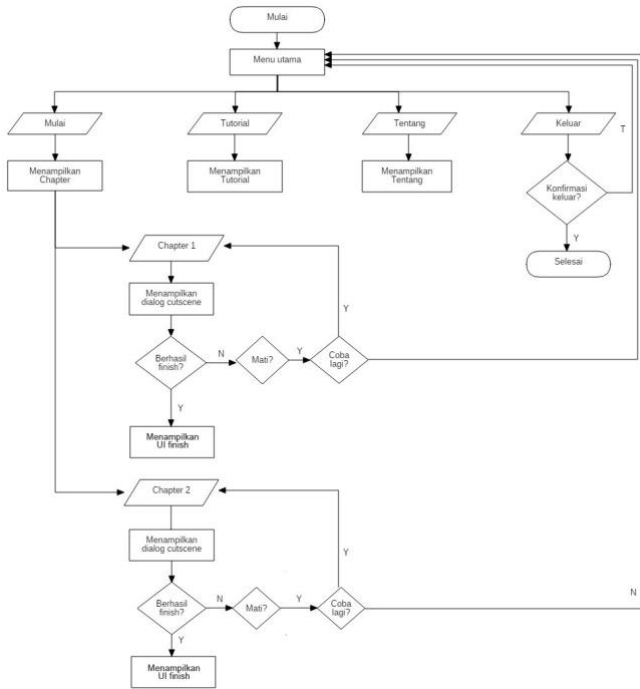 Mulai
Menu utama
Mulai
Tutorial
Tentang
Keluar
T
Menampilkan
Chapter
Menampilkan
Tutorial
Menampilkan
Tentang
Konfirmasi
keluar?
Y
Selesai
Chapter 1
Menampilkan
dialog cutscene
Y
Berhasil
finish?
N
Mati?
Y
Coba
lagi?
Y
Menampilkan
UI finish
Chapter 2
Menampilkan
dialog cutscene
Y
Berhasil
finish?
N
Mati?
Y
Coba
lagi?
N
Y
Menampilkan
UI finish